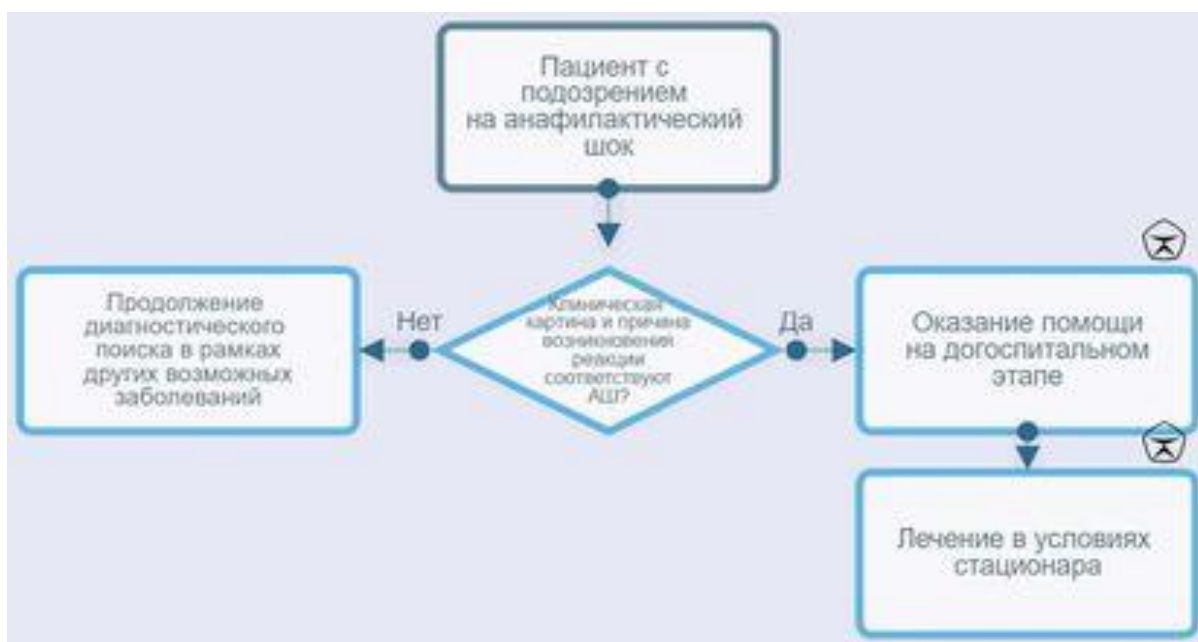 Пациент с
подозрением
на анафилактический
шок
Продолжение
диагностического
поиска в рамках
других возможных
заболеваний
Нет
Клиническая
картина и причина
возникновения
реакции
соответствуют
АШ?
Да
Оказание помощи
на догоспитальном
этапе
Лечение в условиях
стационара